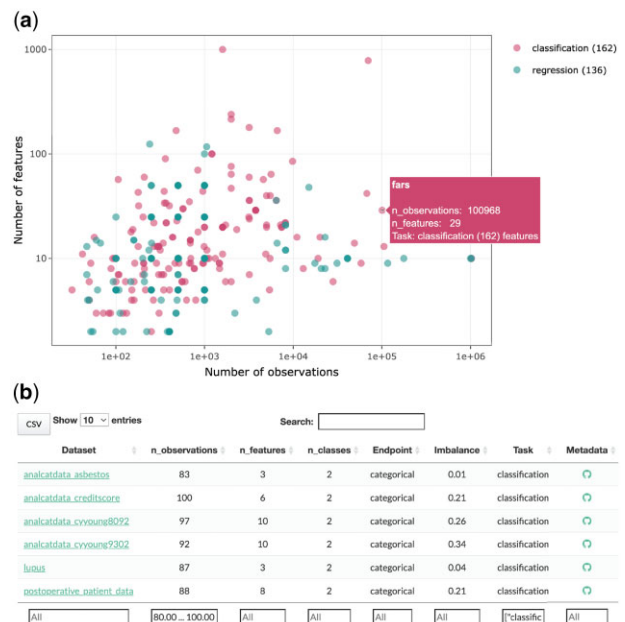 (a)
1000
100
10
Number of features
1e+02 1e+03 1e+04 1e+05 1e+06
Number of observations
classification (162)
regression (136)
fars
n_observations: 100968
n_features: 29
Task: classification (162) features
(b)
CSV Show 10 entries Search:
Dataset n_observations n_features n_classes Endpoint Imbalance Task Metadata
analcatdata_asbestos 83 3 2 categorical 0.01 classification
analcatdata_creditscore 100 6 2 categorical 0.21 classification
analcatdata_cyyoung8092 97 10 2 categorical 0.26 classification
analcatdata_cyyoung9302 92 10 2 categorical 0.34 classification
lupus 87 3 2 categorical 0.04 classification
postoperative_patient_data 88 8 2 categorical 0.21 classification
All 80.00 ... 100.00 All All All All ["classific All